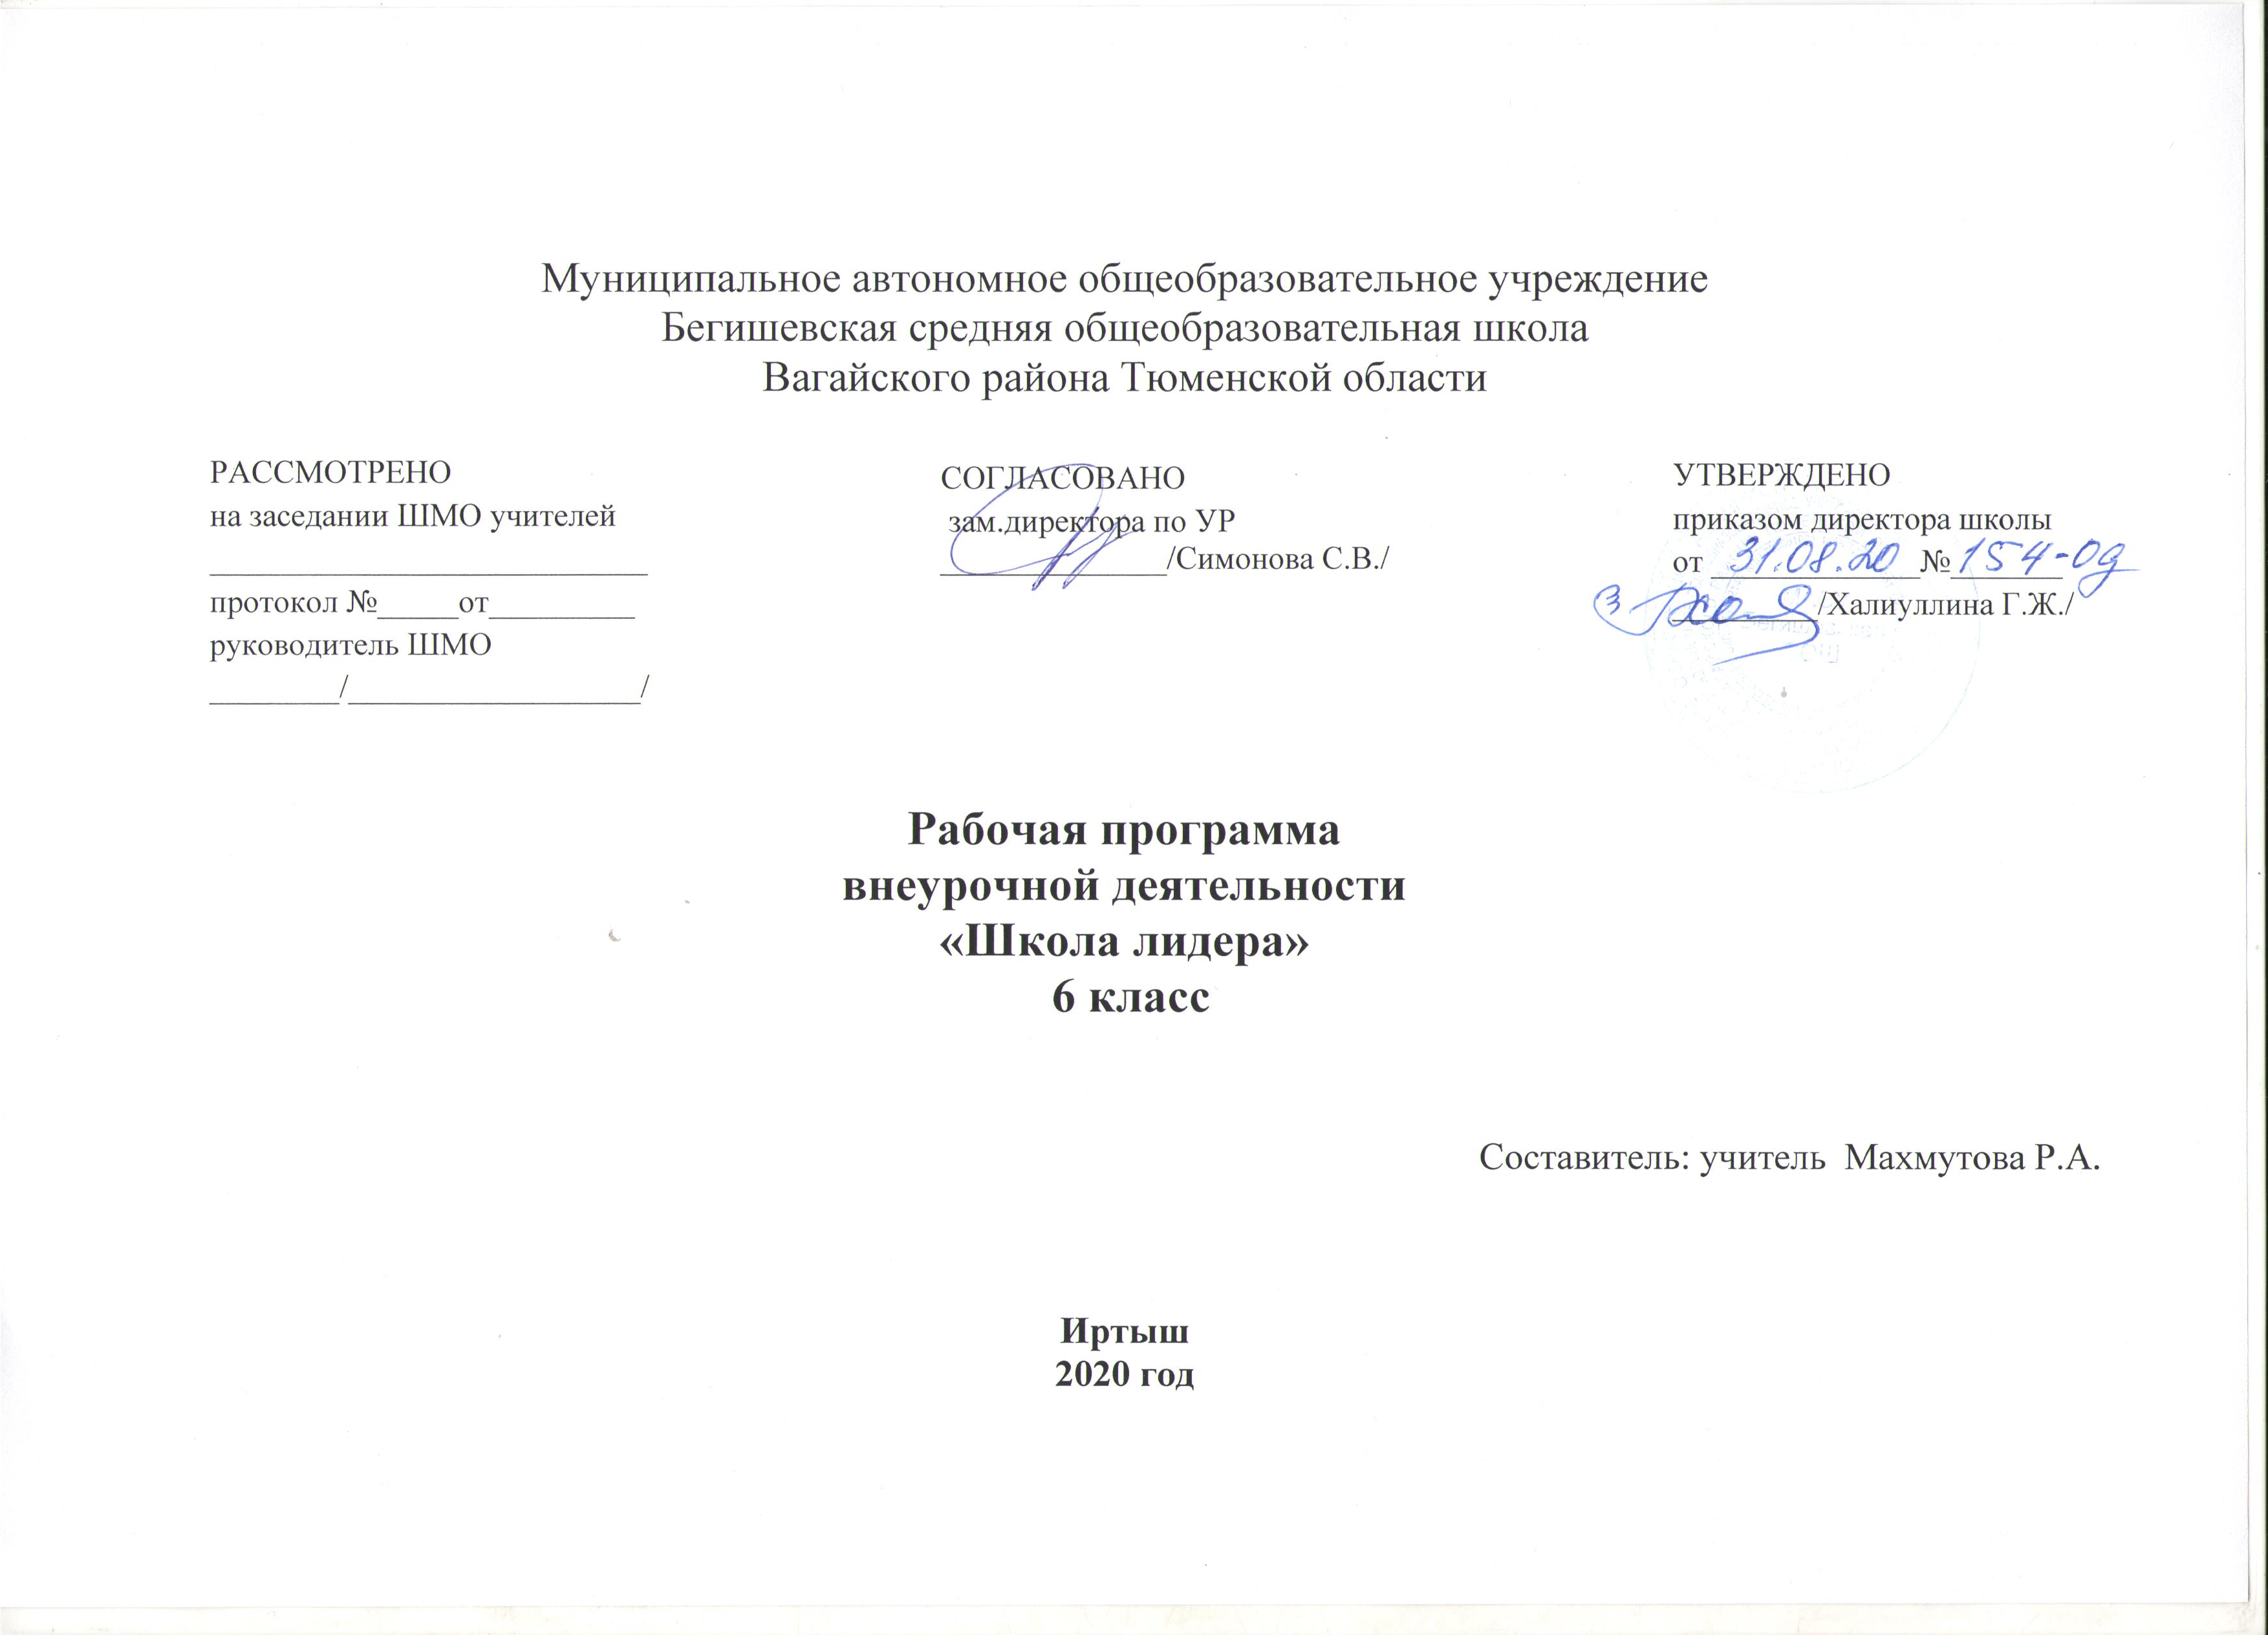 Муниципальное автономное общеобразовательное учреждение
Бегишевская средняя общеобразовательная школа
Вагайского района Тюменской области
РАССМОТРЕНО
на заседании ШМО учителей
___________________________
протокол №_____от_________
руководитель ШМО
________/__________________/
СОГЛАСОВАНО
зам.директора по УР
______________/Симонова С.В./
УТВЕРЖДЕНО
приказом директора школы
от 31.08.20 № 154-од
_________/Халиуллина Г.Ж./
Рабочая программа
внеурочной деятельности
«Школа лидера»
6 класс
Составитель: учитель Махмутова Р.А.
Иртыш
2020 год